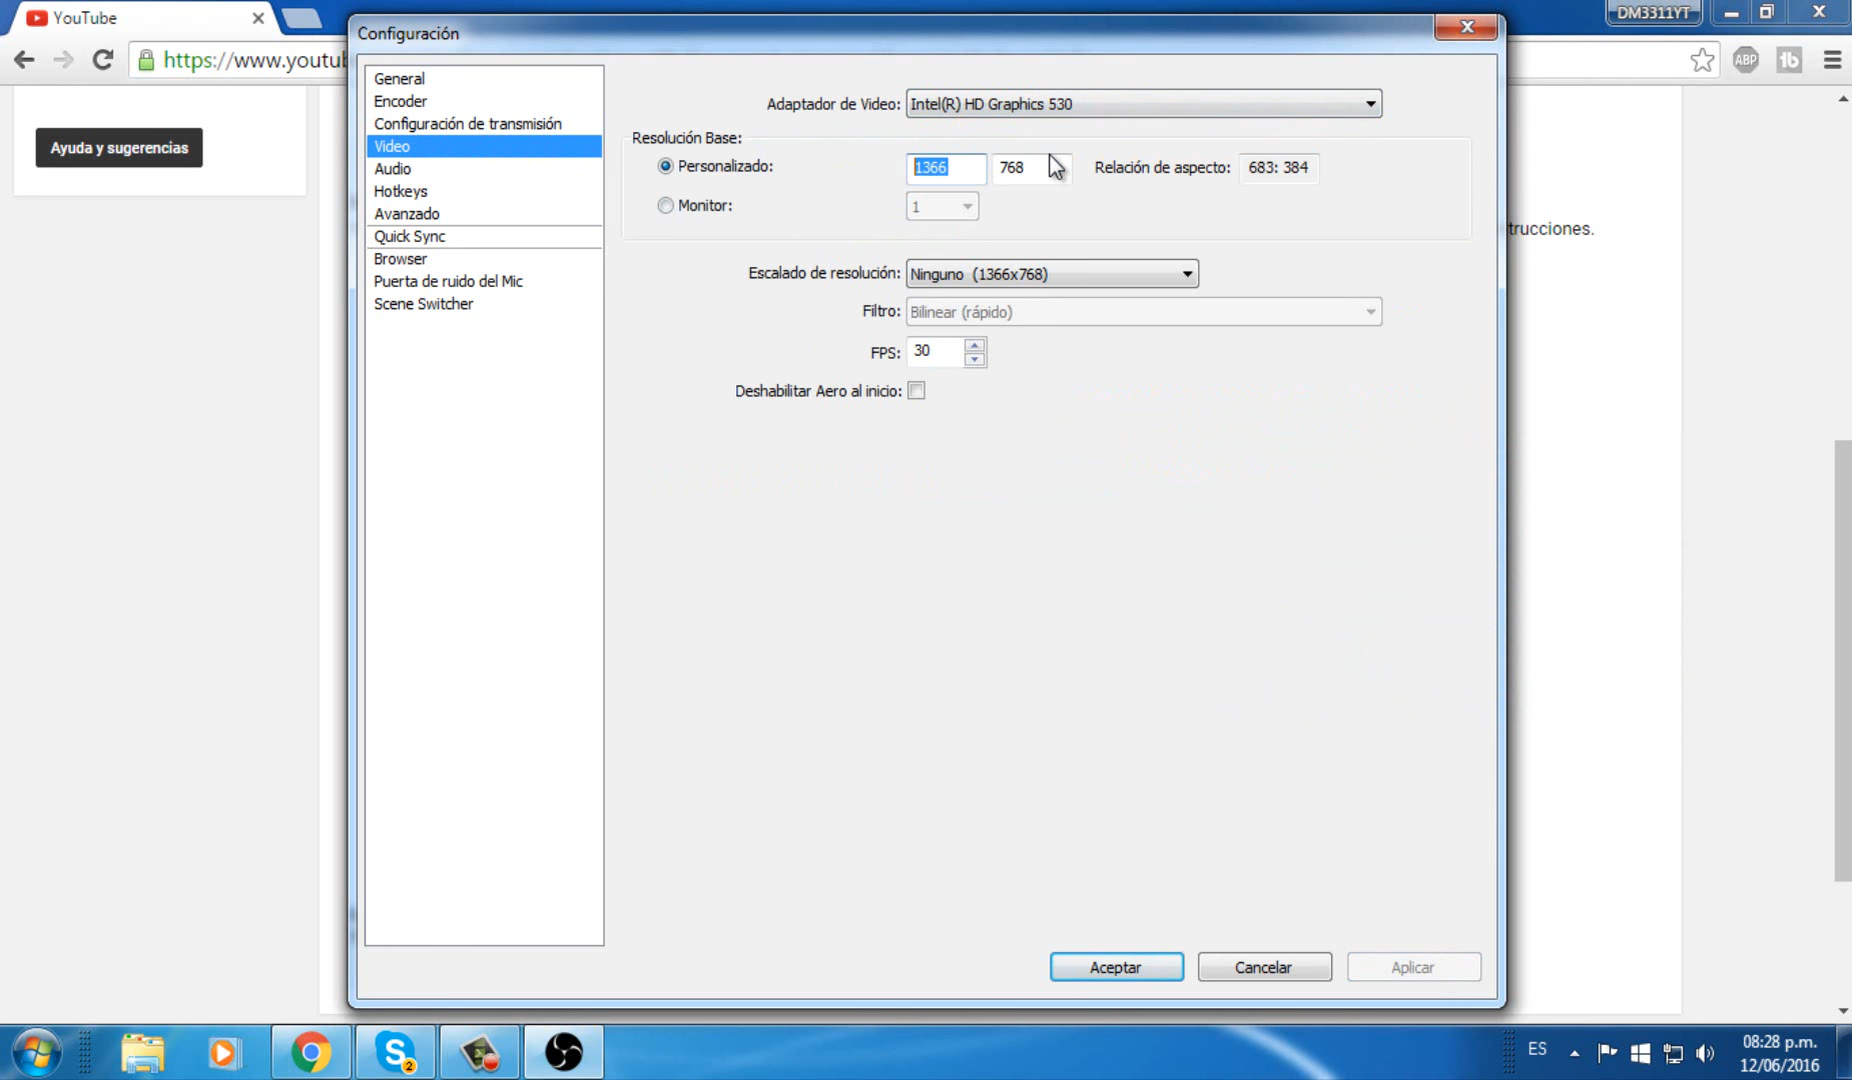 YouTube
DM3311YT
https://www.youtub
ABP
Configuración
General
Encoder
Configuración de transmisión
Video
Audio
Hotkeys
Avanzado
Quick Sync
Browser
Puerta de ruido del Mic
Scene Switcher
Ayuda y sugerencias
Adaptador de Video: Intel(R) HD Graphics 530
Resolución Base:
Personalizado: 1366 768 Relación de aspecto: 683: 384
Monitor: 1
Escalado de resolución: Ninguno (1366x768)
Filtro: Bilinear (rápido)
FPS: 30
Deshabilitar Aero al inicio:
trucciones.
Aceptar Cancelar Aplicar
2
ES
08:28 p.m.
12/06/2016